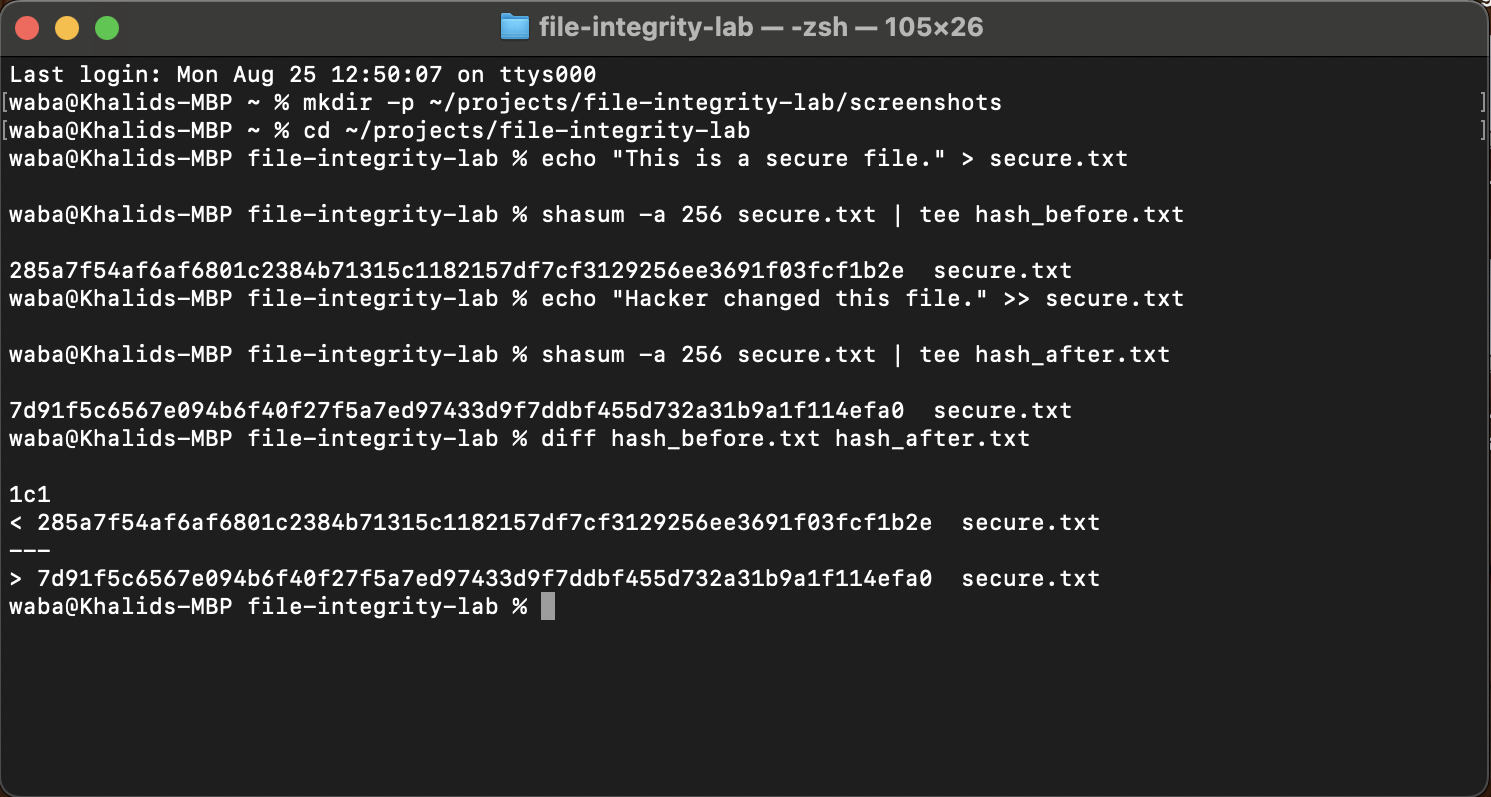 file-integrity-lab — -zsh — 105×26
Last login: Mon Aug 25 12:50:07 on ttys000
[waba@Khalids-MBP ~ % mkdir -p ~/projects/file-integrity-lab/screenshots ]
[waba@Khalids-MBP ~ % cd ~/projects/file-integrity-lab ]
waba@Khalids-MBP file-integrity-lab % echo "This is a secure file." > secure.txt
waba@Khalids-MBP file-integrity-lab % shasum -a 256 secure.txt | tee hash_before.txt
285a7f54af6af6801c2384b71315c1182157df7cf3129256ee3691f03fcf1b2e  secure.txt
waba@Khalids-MBP file-integrity-lab % echo "Hacker changed this file." >> secure.txt
waba@Khalids-MBP file-integrity-lab % shasum -a 256 secure.txt | tee hash_after.txt
7d91f5c6567e094b6f40f27f5a7ed97433d9f7ddbf455d732a31b9a1f114efa0  secure.txt
waba@Khalids-MBP file-integrity-lab % diff hash_before.txt hash_after.txt
1c1
< 285a7f54af6af6801c2384b71315c1182157df7cf3129256ee3691f03fcf1b2e  secure.txt
---
> 7d91f5c6567e094b6f40f27f5a7ed97433d9f7ddbf455d732a31b9a1f114efa0  secure.txt
waba@Khalids-MBP file-integrity-lab %